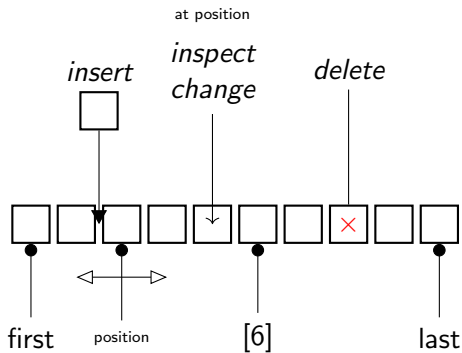 at position
inspect
change
insert
delete
first
position
[6]
last